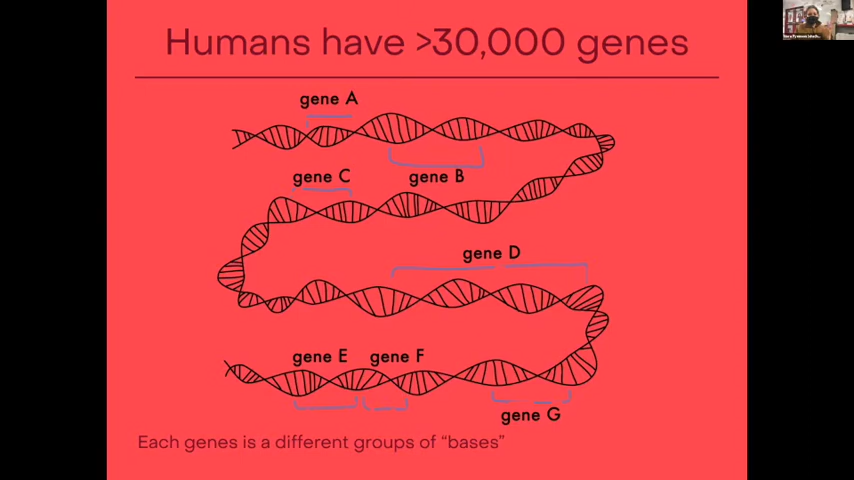 Humans have >30,000 genes
gene A
gene B
gene C
gene D
gene E gene F
gene G
Each genes is a different groups of “bases”